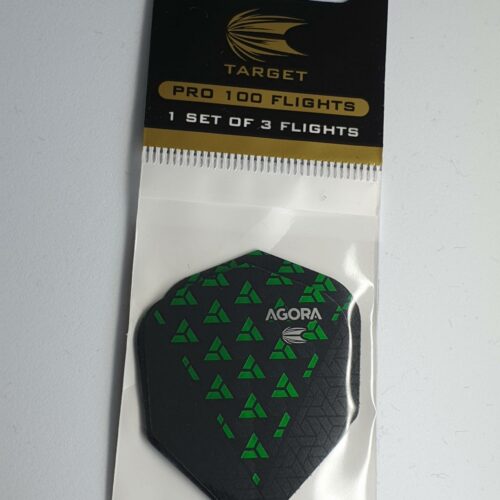 TARGET
PRO 100 FLIGHTS
1 SET OF 3 FLIGHTS
AGORA